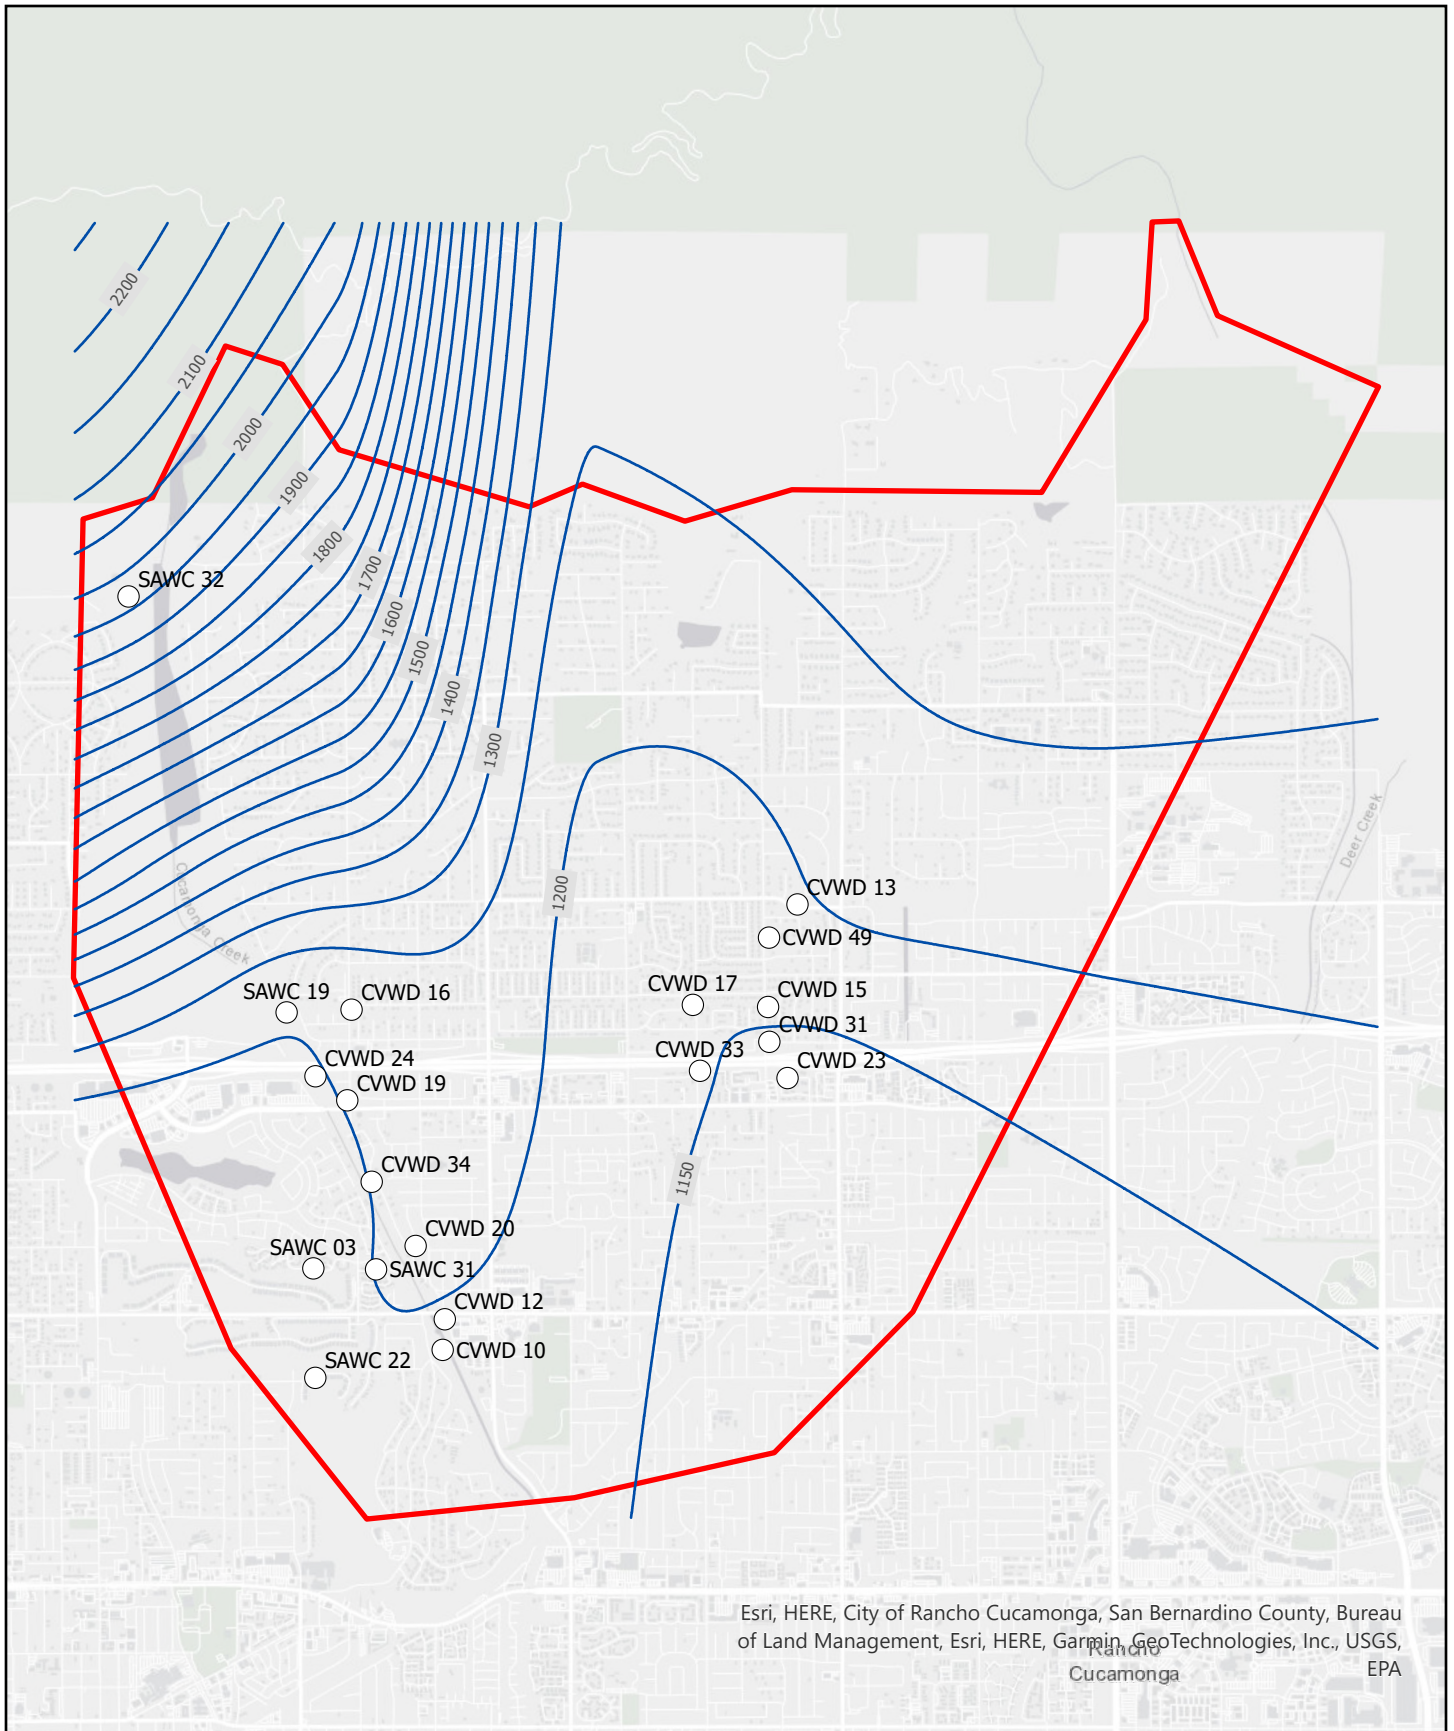 2200
2100
2000
1900
1800
1700
1600
1500
1400
1300
1200
1150
SAWC 32
Cucamonga Creek
Deer Creek
CVWD 13
CVWD 49
SAWC 19
CVWD 16
CVWD 17
CVWD 15
CVWD 31
CVWD 33
CVWD 24
CVWD 23
CVWD 19
CVWD 34
CVWD 20
SAWC 03
SAWC 31
CVWD 12
CVWD 10
SAWC 22
Esri, HERE, City of Rancho Cucamonga, San Bernardino County, Bureau
of Land Management, Esri, HERE, Garmin, GeoTechnologies, Inc., USGS,
EPA
Rancho
Cucamonga